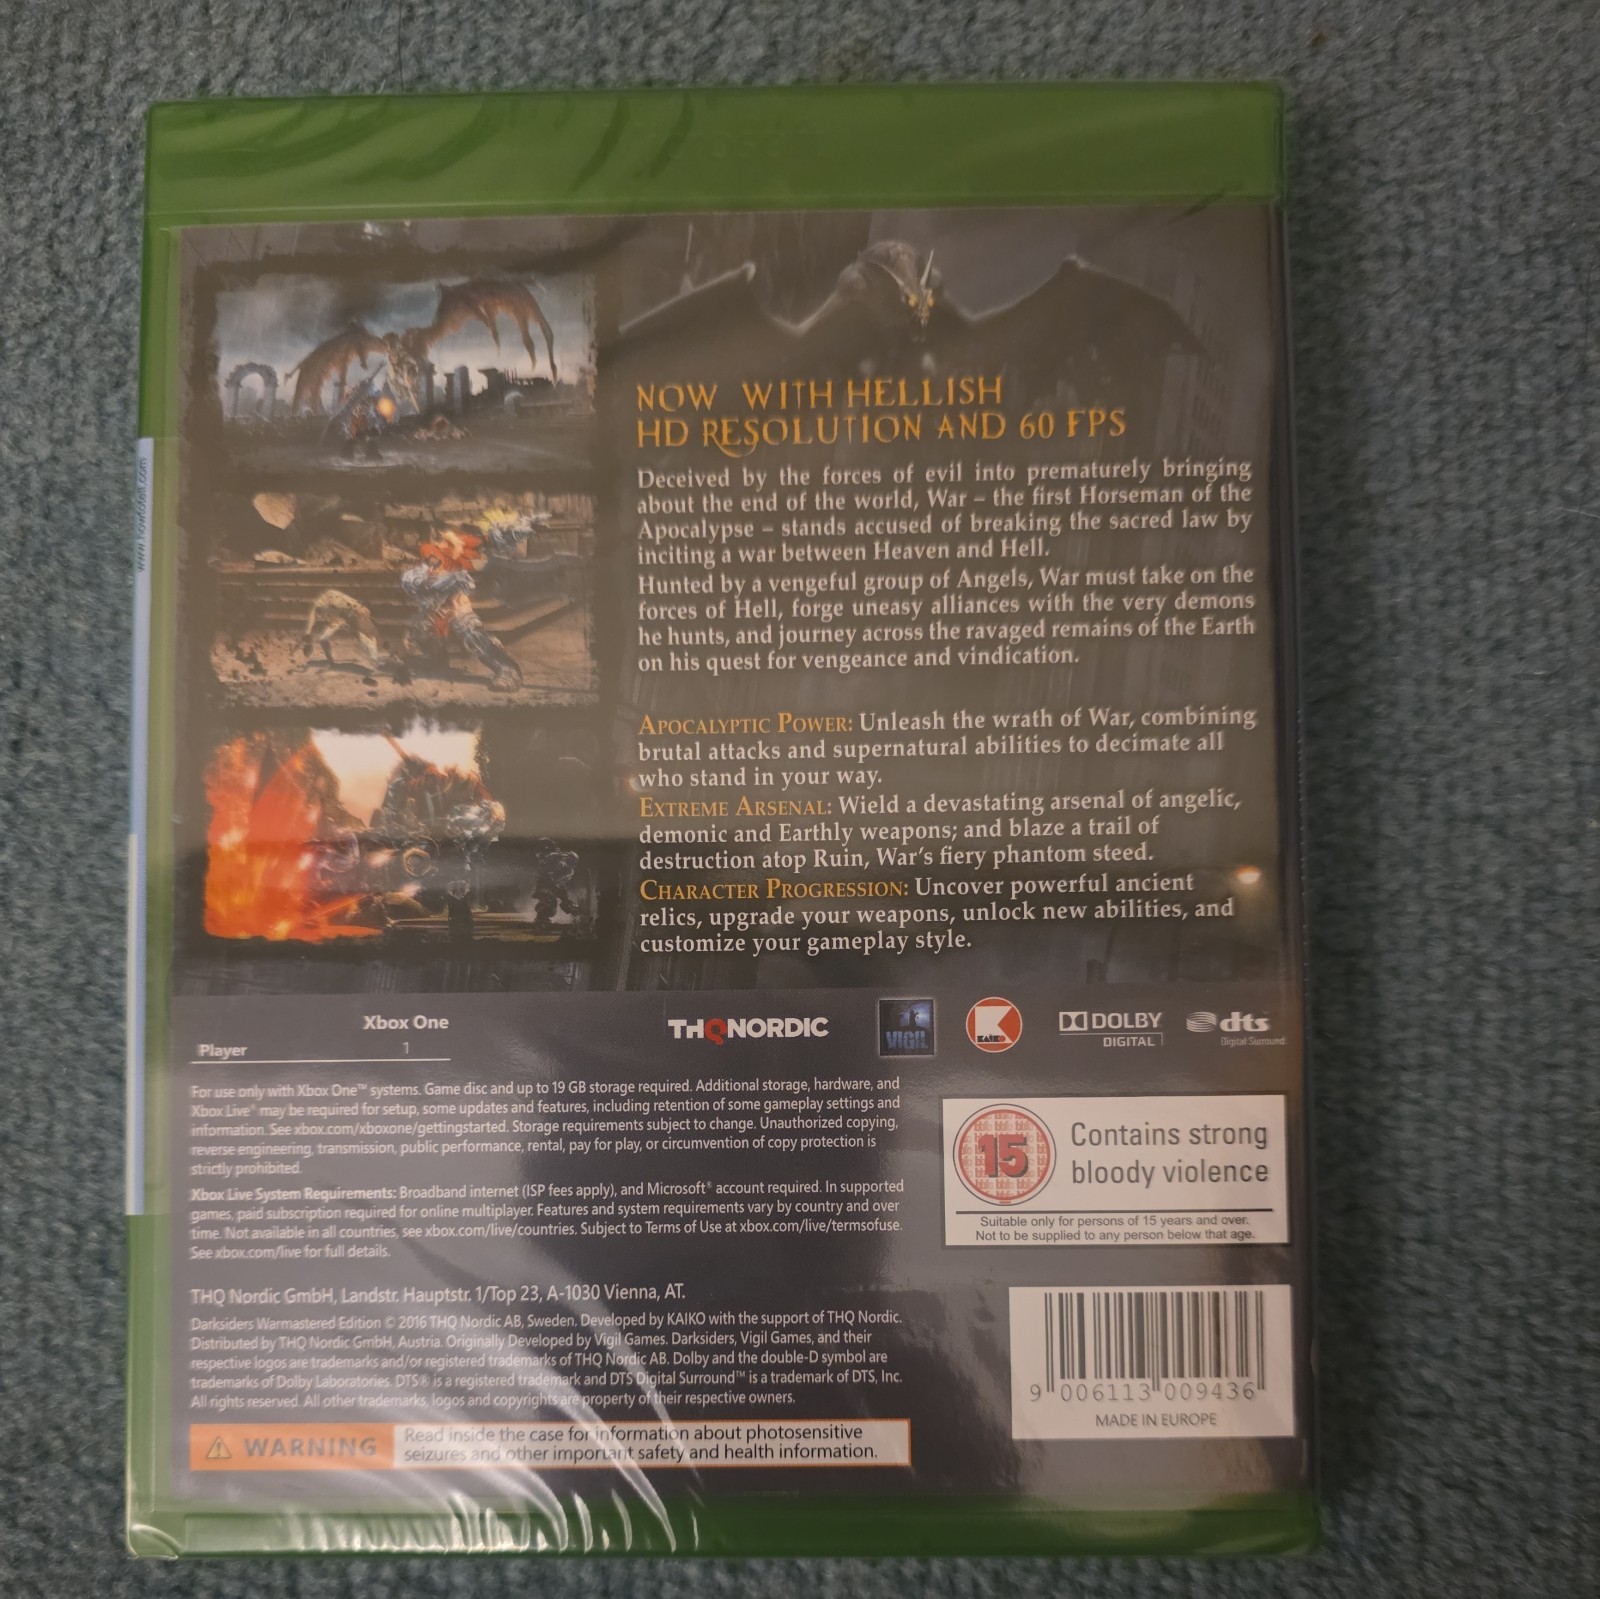 NOW WITH HELLISH
HD RESOLUTION AND 60 FPS
Deceived by the forces of evil into prematurely bringing
about the end of the world, War – the first Horseman of the
Apocalypse – stands accused of breaking the sacred law by
inciting a war between Heaven and Hell.
Hunted by a vengeful group of Angels, War must take on the
forces of Hell, forge uneasy alliances with the very demons
he hunts, and journey across the ravaged remains of the Earth
on his quest for vengeance and vindication.
APOCALYPTIC POWER: Unleash the wrath of War, combining
brutal attacks and supernatural abilities to decimate all
who stand in your way.
EXTREME ARSENAL: Wield a devastating arsenal of angelic,
demonic and Earthly weapons; and blaze a trail of
destruction atop Ruin, War's fiery phantom steed.
CHARACTER PROGRESSION: Uncover powerful ancient
relics, upgrade your weapons, unlock new abilities, and
customize your gameplay style.
Xbox One
Player 1
THQ NORDIC
VIGIL
KAIKO
DOLBY
DIGITAL
dts
Digital Surround
For use only with Xbox One™ systems. Game disc and up to 19 GB storage required. Additional storage, hardware, and
Xbox Live® may be required for setup, some updates and features, including retention of some gameplay settings and
information. See xbox.com/xboxone/gettingstarted. Storage requirements subject to change. Unauthorized copying,
reverse engineering, transmission, public performance, rental, pay for play, or circumvention of copy protection is
strictly prohibited.
Xbox Live System Requirements: Broadband internet (ISP fees apply), and Microsoft® account required. In supported
games, paid subscription required for online multiplayer. Features and system requirements vary by country and over
time. Not available in all countries, see xbox.com/live/countries. Subject to Terms of Use at xbox.com/live/termsofuse.
See xbox.com/live for full details.
THQ Nordic GmbH, Landstr. Hauptstr. 1/Top 23, A-1030 Vienna, AT.
Darksiders Warmastered Edition © 2016 THQ Nordic AB, Sweden. Developed by KAIKO with the support of THQ Nordic.
Distributed by THQ Nordic GmbH, Austria. Originally Developed by Vigil Games. Darksiders, Vigil Games, and their
respective logos are trademarks and/or registered trademarks of THQ Nordic AB. Dolby and the double-D symbol are
trademarks of Dolby Laboratories. DTS® is a registered trademark and DTS Digital Surround™ is a trademark of DTS, Inc.
All rights reserved. All other trademarks, logos and copyrights are property of their respective owners.
WARNING
Read inside the case for information about photosensitive
seizures and other important safety and health information.
15
Contains strong
bloody violence
Suitable only for persons of 15 years and over.
Not to be supplied to any person below that age.
9 006113 009436
MADE IN EUROPE